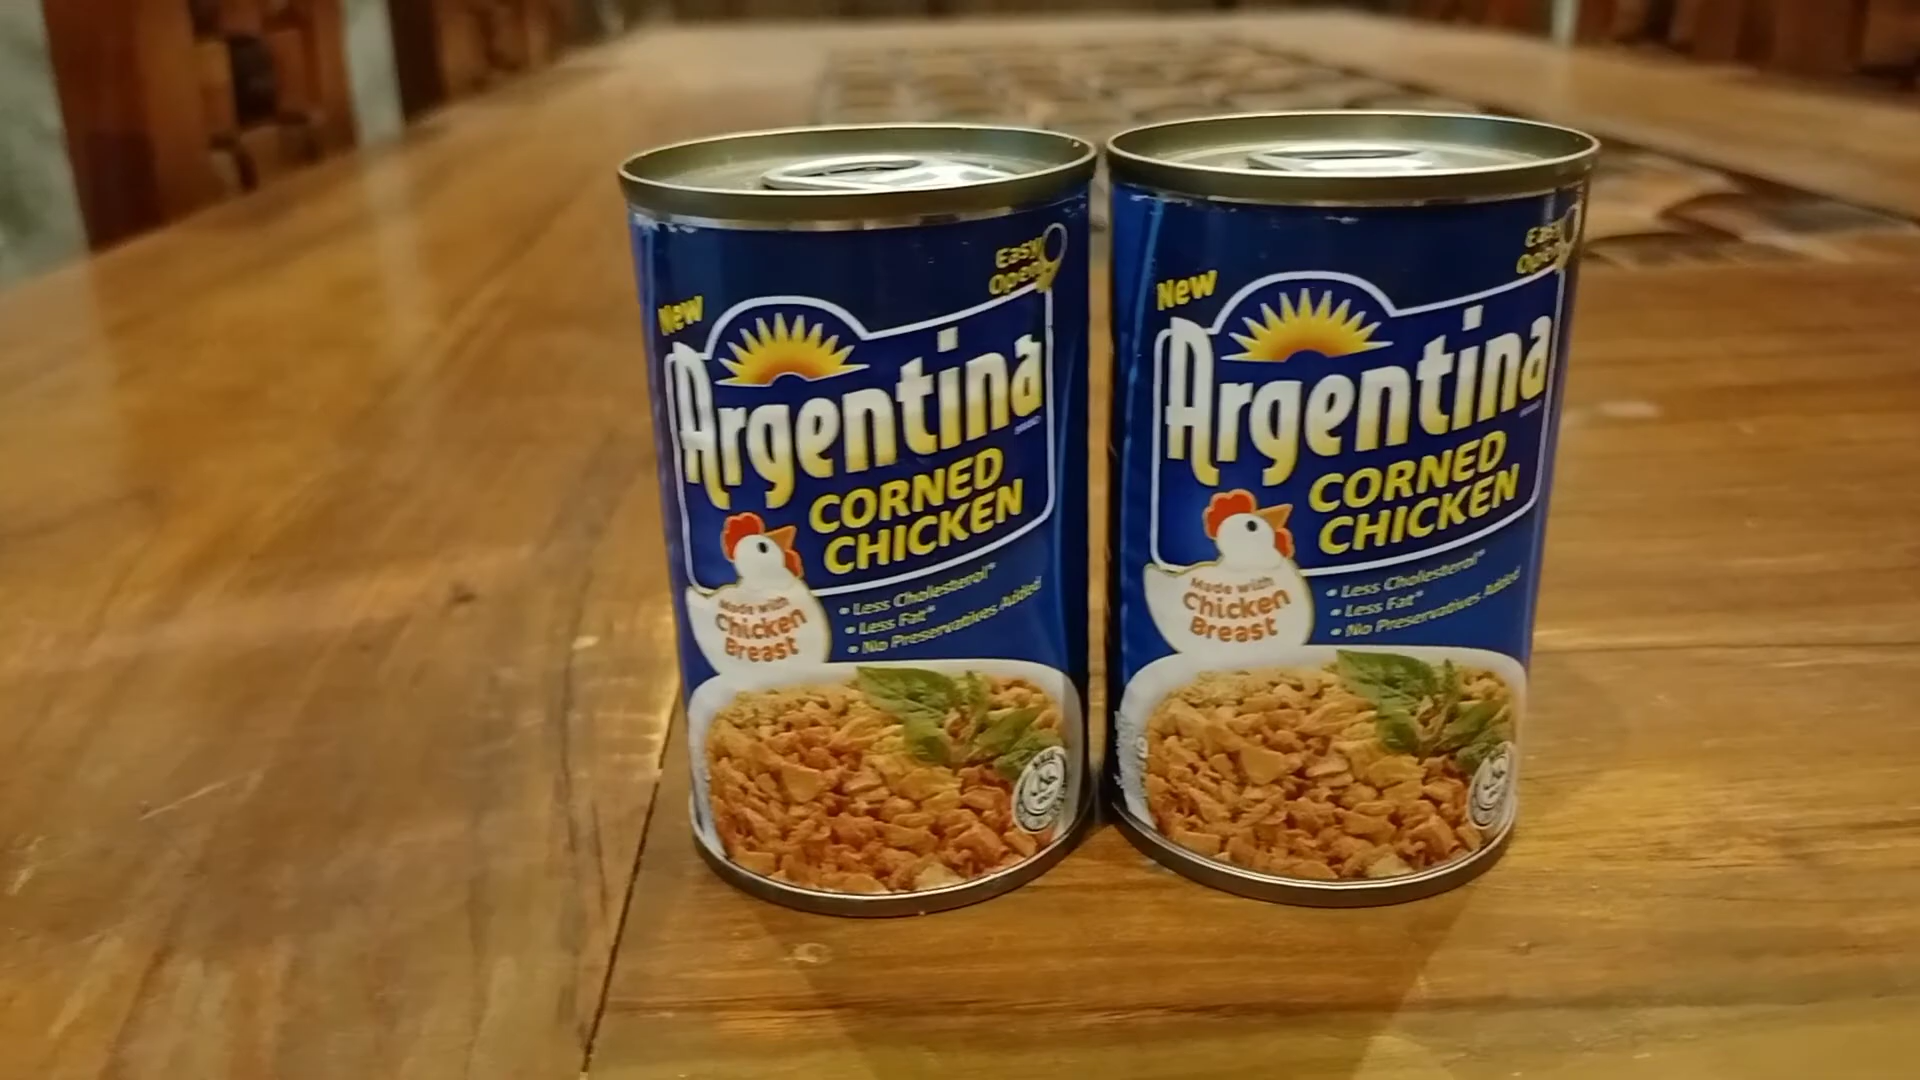 New
Easy
Open
Argentina
CORNED
CHICKEN
Made with
Chicken
Breast
• Less Cholesterol*
• Less Fat*
• No Preservatives Added
New
Easy
Open
Argentina
CORNED
CHICKEN
Made with
Chicken
Breast
• Less Cholesterol*
• Less Fat*
• No Preservatives Added